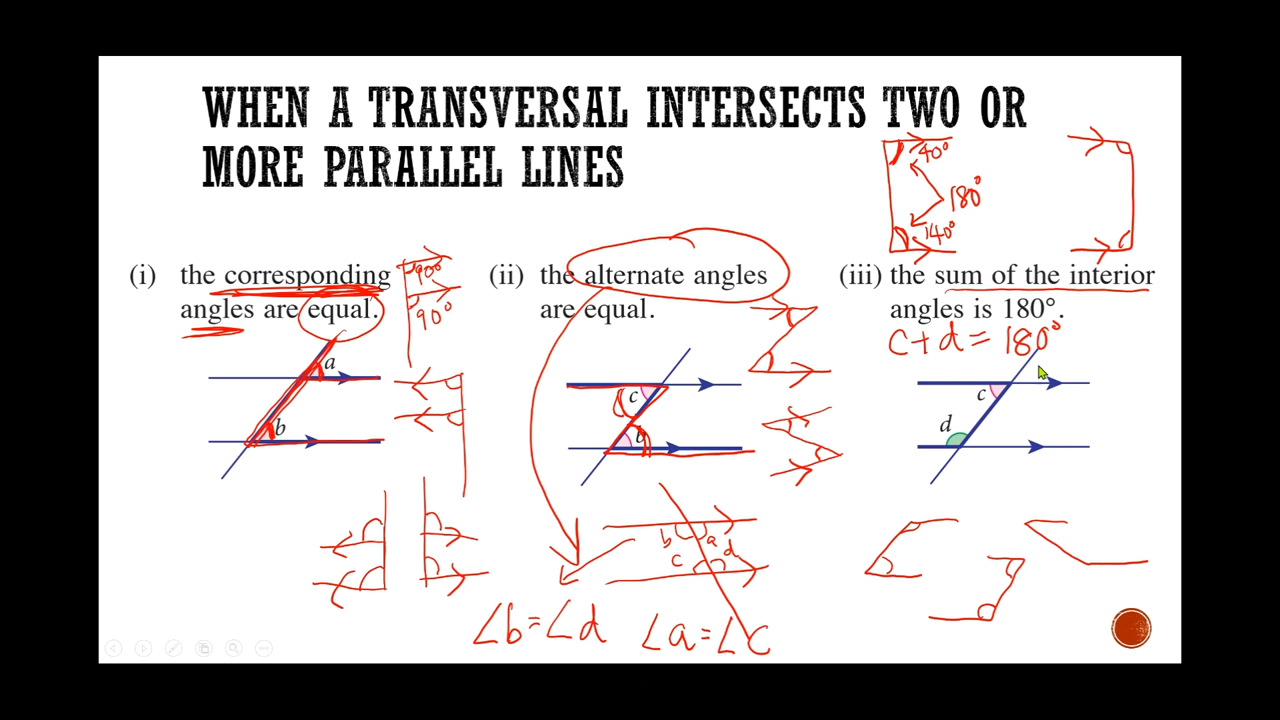 WHEN A TRANSVERSAL INTERSECTS TWO OR
MORE PARALLEL LINES
40°
180°
140°
(i) the corresponding
angles are equal.
90°
90°
a
b
(ii) the alternate angles
are equal.
c
b
a
d
c
∠b=∠d ∠a=∠c
(iii) the sum of the interior
angles is 180°.
c+d=180°
c
d